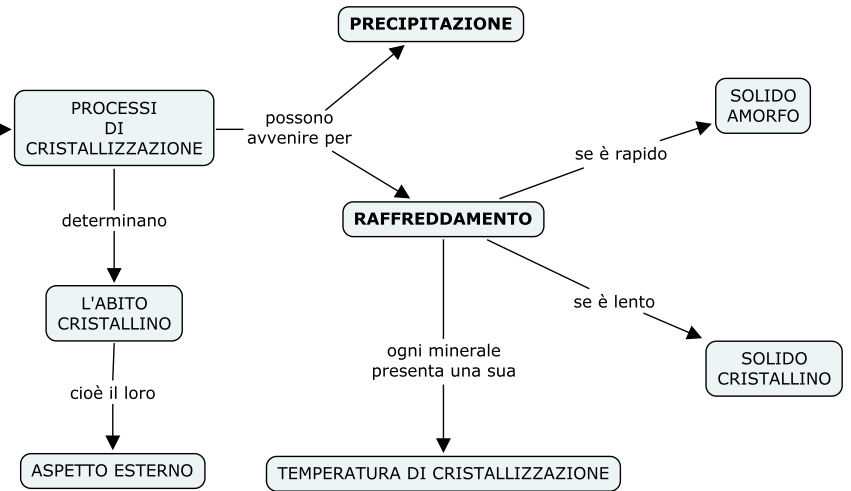 PRECIPITAZIONE
PROCESSI
DI
CRISTALLIZZAZIONE
possono
avvenire per
SOLIDO
AMORFO
se è rapido
RAFFREDDAMENTO
determinano
L'ABITO
CRISTALLINO
se è lento
ogni minerale
presenta una sua
SOLIDO
CRISTALLINO
cioè il loro
ASPETTO ESTERNO
TEMPERATURA DI CRISTALLIZZAZIONE